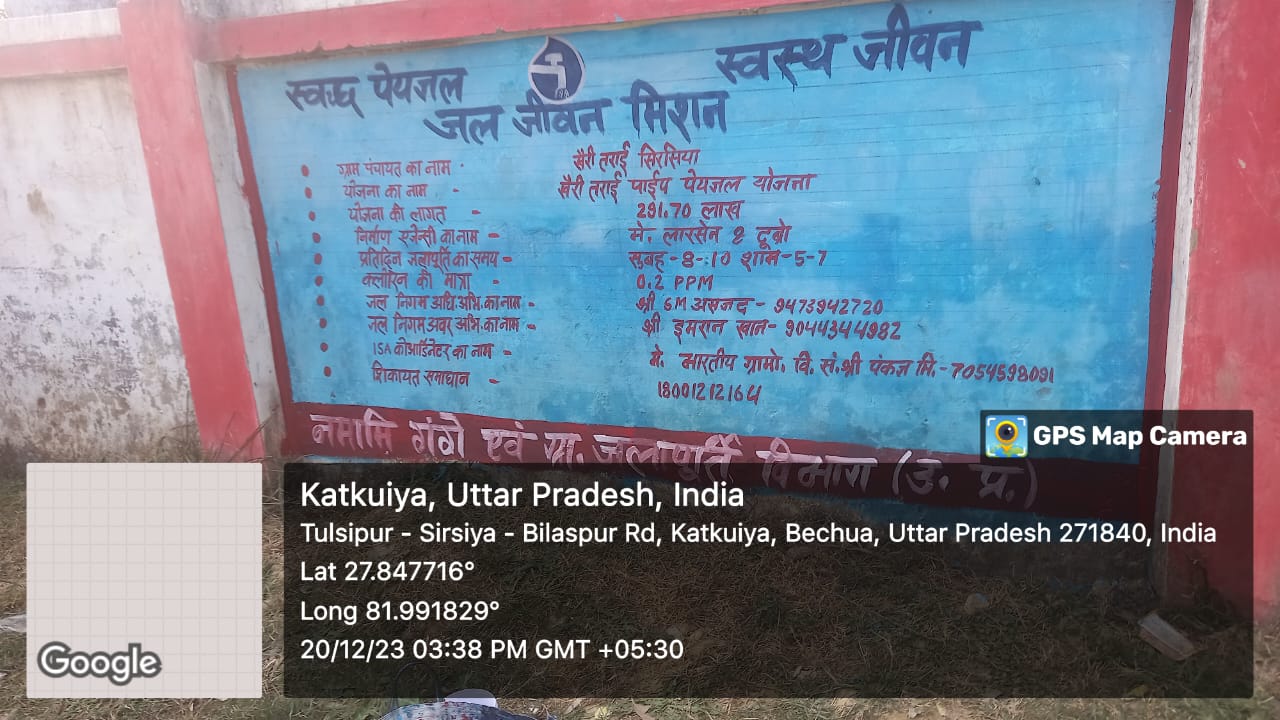 स्वच्छ पेयजल
स्वस्थ जीवन
जल जीवन मिशन
• ग्राम पंचायत का नाम - खैरी तराई सिरसिया
• योजना का नाम - खैरी तराई पाईप पेयजल योजना
• योजना की लागत - 291.70 लाख
• निर्माण एजेन्सी का नाम - मे. लारसेन & टूब्रो
• प्रतिदिन जलापूर्ति का समय - सुबह-8-10 शाम-5-7
• क्लोरिन की मात्रा - 0.2 PPM
• जल निगम अधि.अभि.का नाम - श्री GM असजद - 9473942720
• जल निगम अवर अभि.का नाम - श्री इमरान खान - 9044344982
• ISA कोआर्डिनेटर का नाम - मे. भारतीय ग्रामो. वि. सं. श्री पंकज मि.- 7054598091
• शिकायत समाधान - 18001212164
नमामि गंगे एवं ग्रा. जलापूर्ति विभाग (उ. प्र.)
GPS Map Camera
Katkuiya, Uttar Pradesh, India
Tulsipur - Sirsiya - Bilaspur Rd, Katkuiya, Bechua, Uttar Pradesh 271840, India
Lat 27.847716°
Long 81.991829°
20/12/23 03:38 PM GMT +05:30
Google